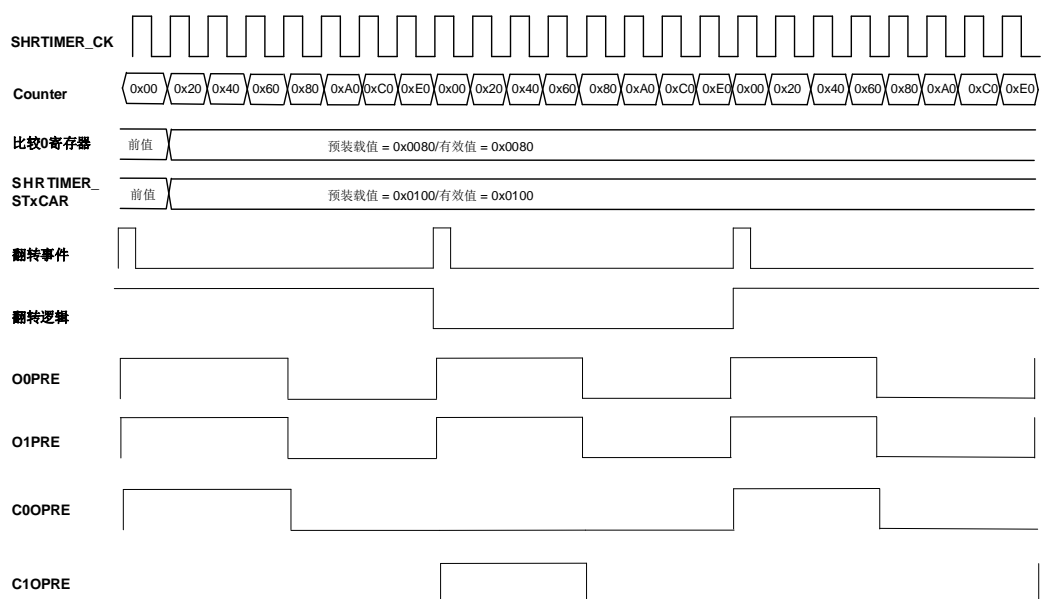 SHRTIMER_CK
Counter 0x00 0x20 0x40 0x60 0x80 0xA0 0xC0 0xE0 0x00 0x20 0x40 0x60 0x80 0xA0 0xC0 0xE0 0x00 0x20 0x40 0x60 0x80 0xA0 0xC0 0xE0
比较0寄存器 前值 预装载值 = 0x0080/有效值 = 0x0080
SHRTIMER_
STxCAR 前值 预装载值 = 0x0100/有效值 = 0x0100
翻转事件
翻转逻辑
O0PRE
O1PRE
C0OPRE
C1OPRE